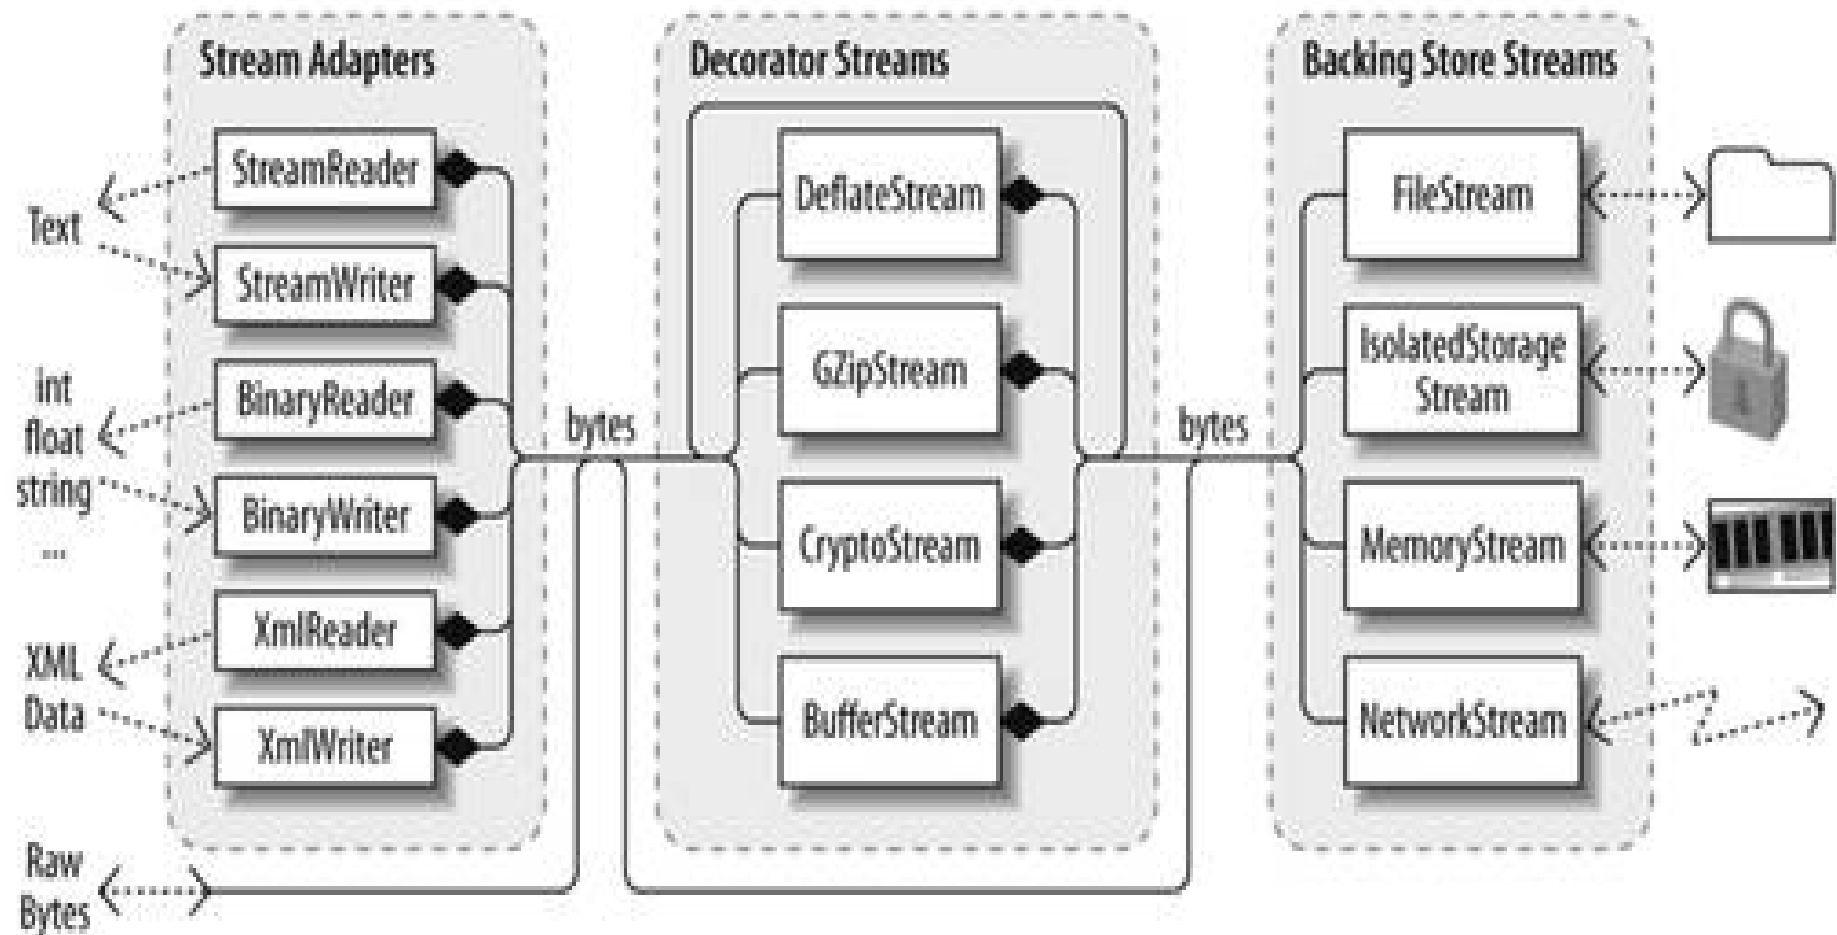 Stream Adapters
Decorator Streams
Backing Store Streams
StreamReader
StreamWriter
BinaryReader
BinaryWriter
XmlReader
XmlWriter
Text
int
float
string
...
XML
Data
Raw
Bytes
bytes
DeflateStream
GZipStream
CryptoStream
BufferStream
bytes
FileStream
IsolatedStorage
Stream
MemoryStream
NetworkStream